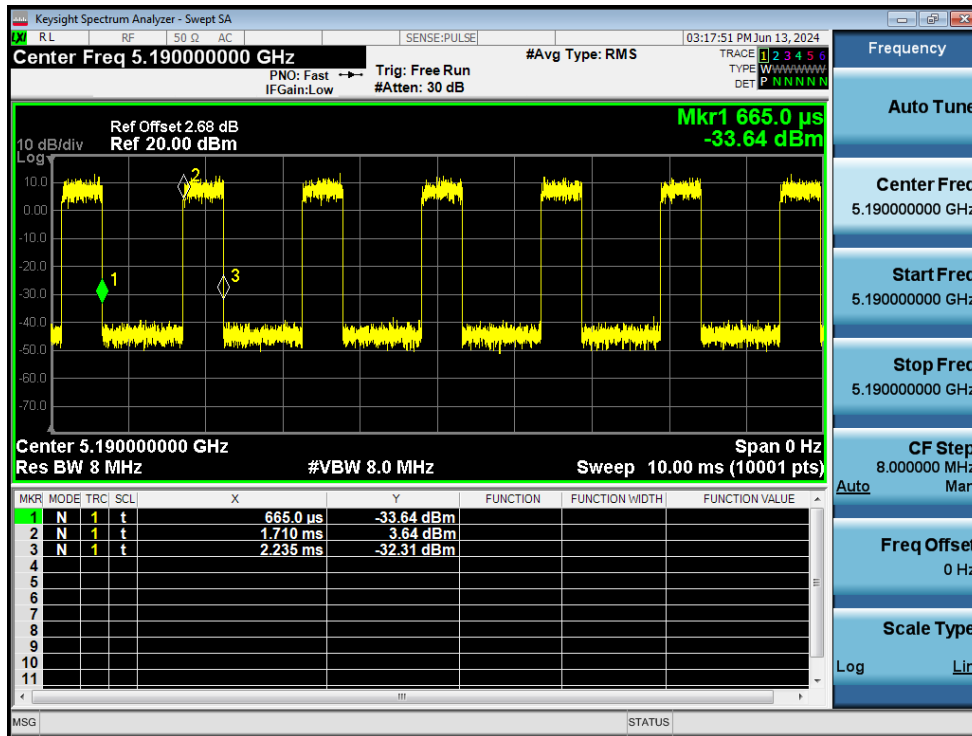 Keysight Spectrum Analyzer - Swept SA
LXI RL RF 50 Ω AC SENSE:PULSE 03:17:51 PM Jun 13, 2024
Center Freq 5.190000000 GHz #Avg Type: RMS TRACE 1 2 3 4 5 6
PNO: Fast Trig: Free Run TYPE WWWWWW
IFGain:Low #Atten: 30 dB DET P N N N N N
Mkr1 665.0 µs
Ref Offset 2.68 dB -33.64 dBm
10 dB/div Ref 20.00 dBm
Log
10.0
0.00
-10.0
-20.0
-30.0
-40.0
-50.0
-60.0
-70.0
2
1
3
Center 5.190000000 GHz Span 0 Hz
Res BW 8 MHz #VBW 8.0 MHz Sweep 10.00 ms (10001 pts)
MKR MODE TRC SCL X Y FUNCTION FUNCTION WIDTH FUNCTION VALUE
1 N 1 t 665.0 µs -33.64 dBm
2 N 1 t 1.710 ms 3.64 dBm
3 N 1 t 2.235 ms -32.31 dBm
4
5
6
7
8
9
10
11
MSG STATUS
Frequency
Auto Tune
Center Freq
5.190000000 GHz
Start Freq
5.190000000 GHz
Stop Freq
5.190000000 GHz
CF Step
8.000000 MHz
Auto Man
Freq Offset
0 Hz
Scale Type
Log Lin